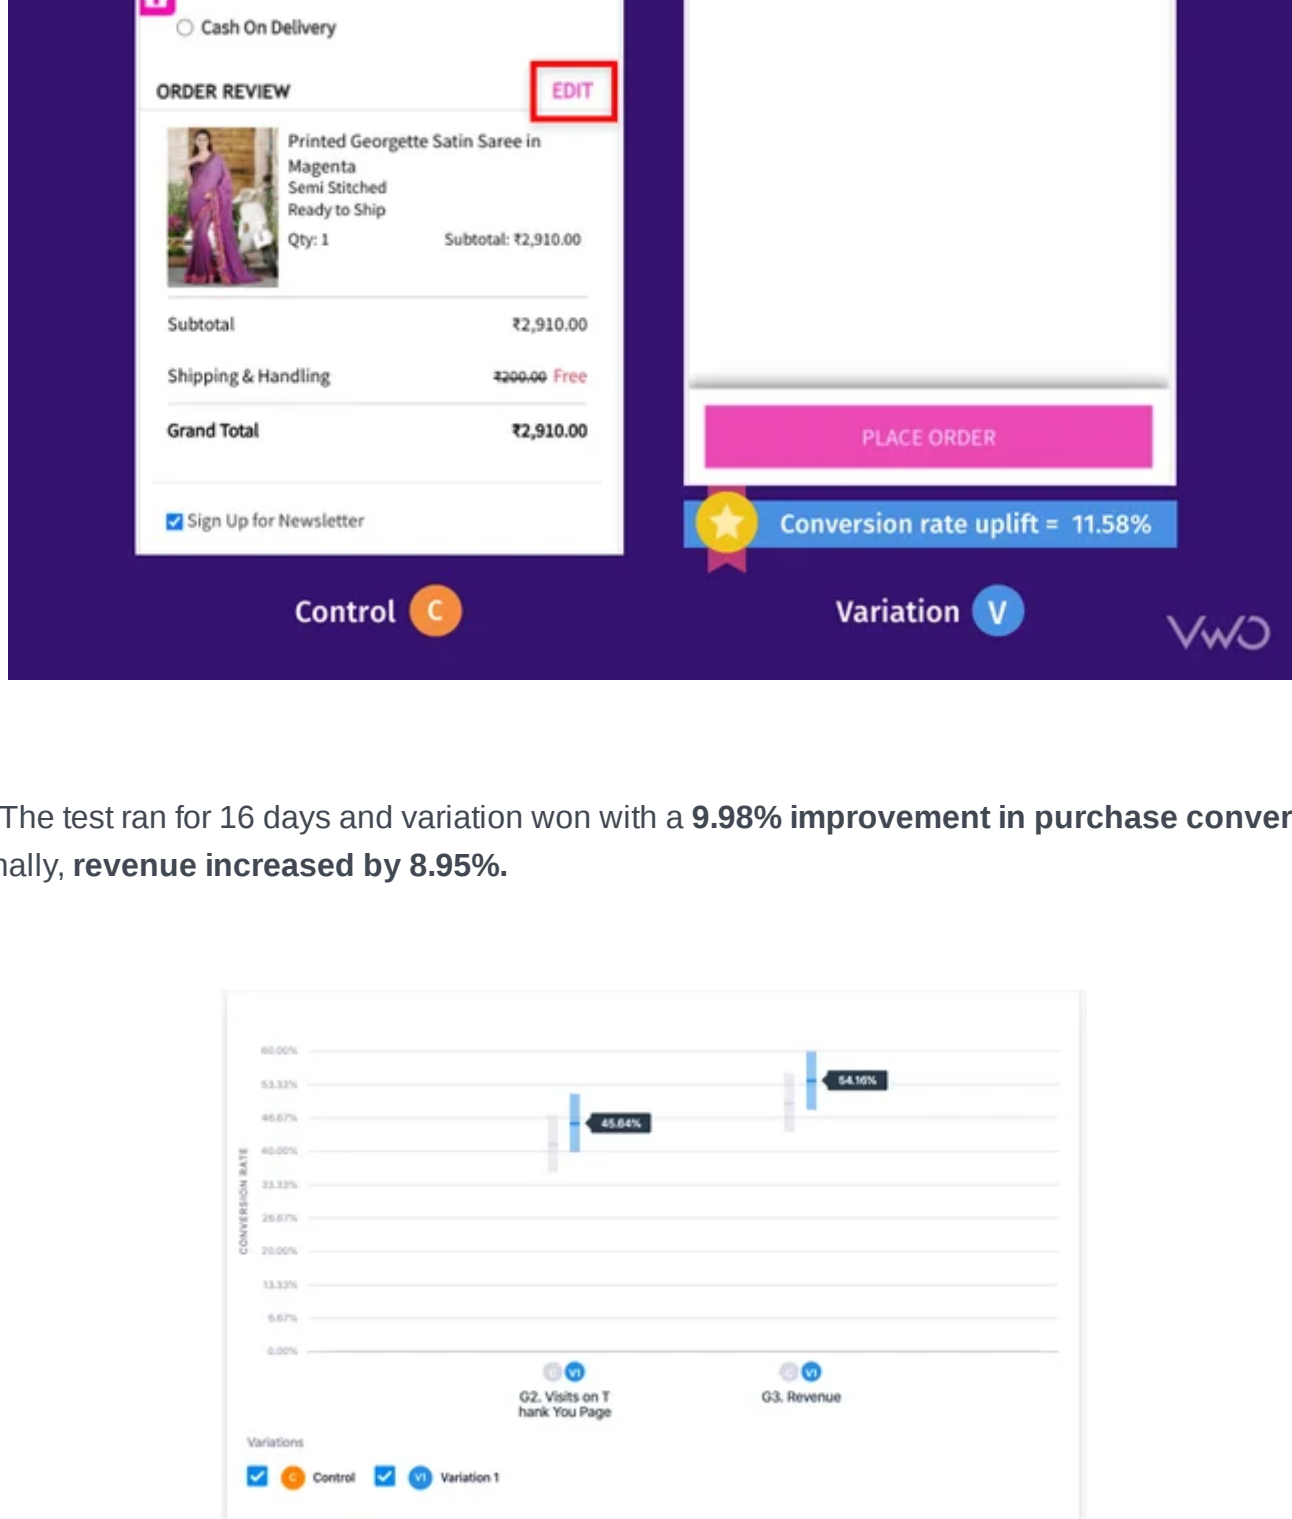 Cash On Delivery
ORDER REVIEW
EDIT
Printed Georgette Satin Saree in
Magenta
Semi Stitched
Ready to Ship
Qty: 1
Subtotal: ₹2,910.00
Subtotal
₹2,910.00
Shipping & Handling
₹200.00 Free
Grand Total
₹2,910.00
Sign Up for Newsletter
Control C
PLACE ORDER
Conversion rate uplift = 11.58%
Variation V
VWO
The test ran for 16 days and variation won with a 9.98% improvement in purchase conver
nally, revenue increased by 8.95%.
CONVERSION RATE
60.00%
53.33%
46.67%
40.00%
33.33%
26.67%
20.00%
13.33%
6.67%
0.00%
45.64%
54.16%
C V1
C V1
G2. Visits on T
hank You Page
G3. Revenue
Variations
C Control V1 Variation 1